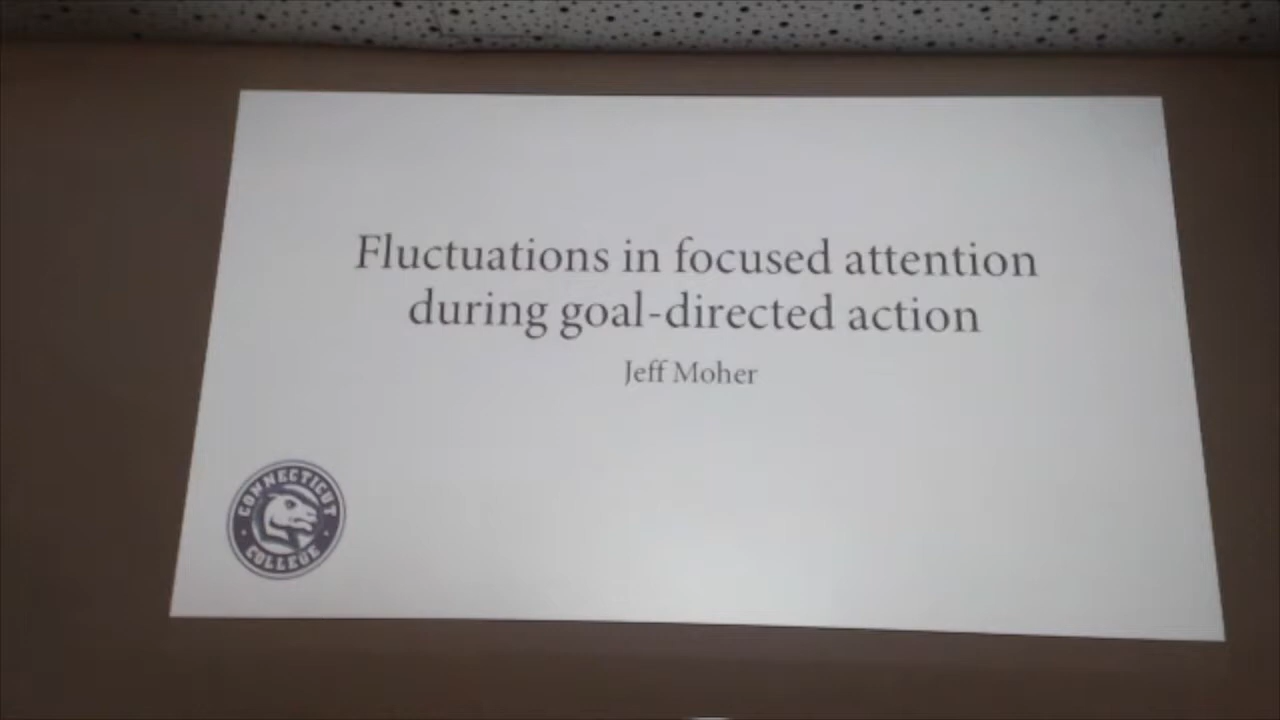 Fluctuations in focused attention
during goal-directed action
Jeff Moher
CONNECTICUT
COLLEGE